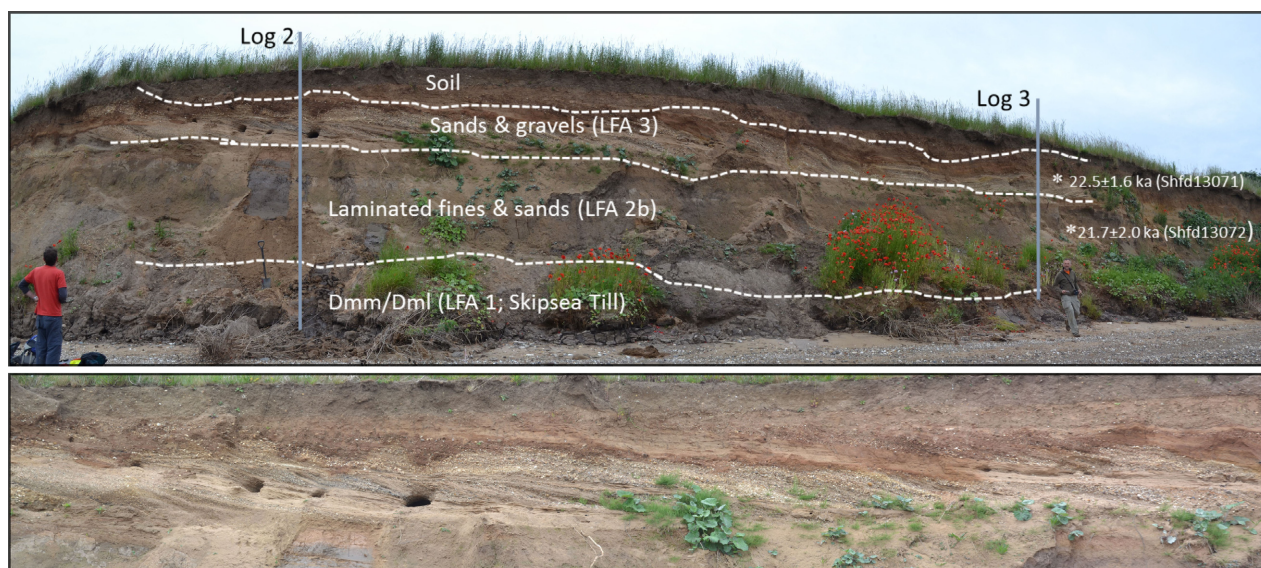 Log 2
Soil
Log 3
Sands & gravels (LFA 3)
* 22.5±1.6 ka (Shfd13071)
Laminated fines & sands (LFA 2b)
*21.7±2.0 ka (Shfd13072)
Dmm/Dml (LFA 1; Skipsea Till)